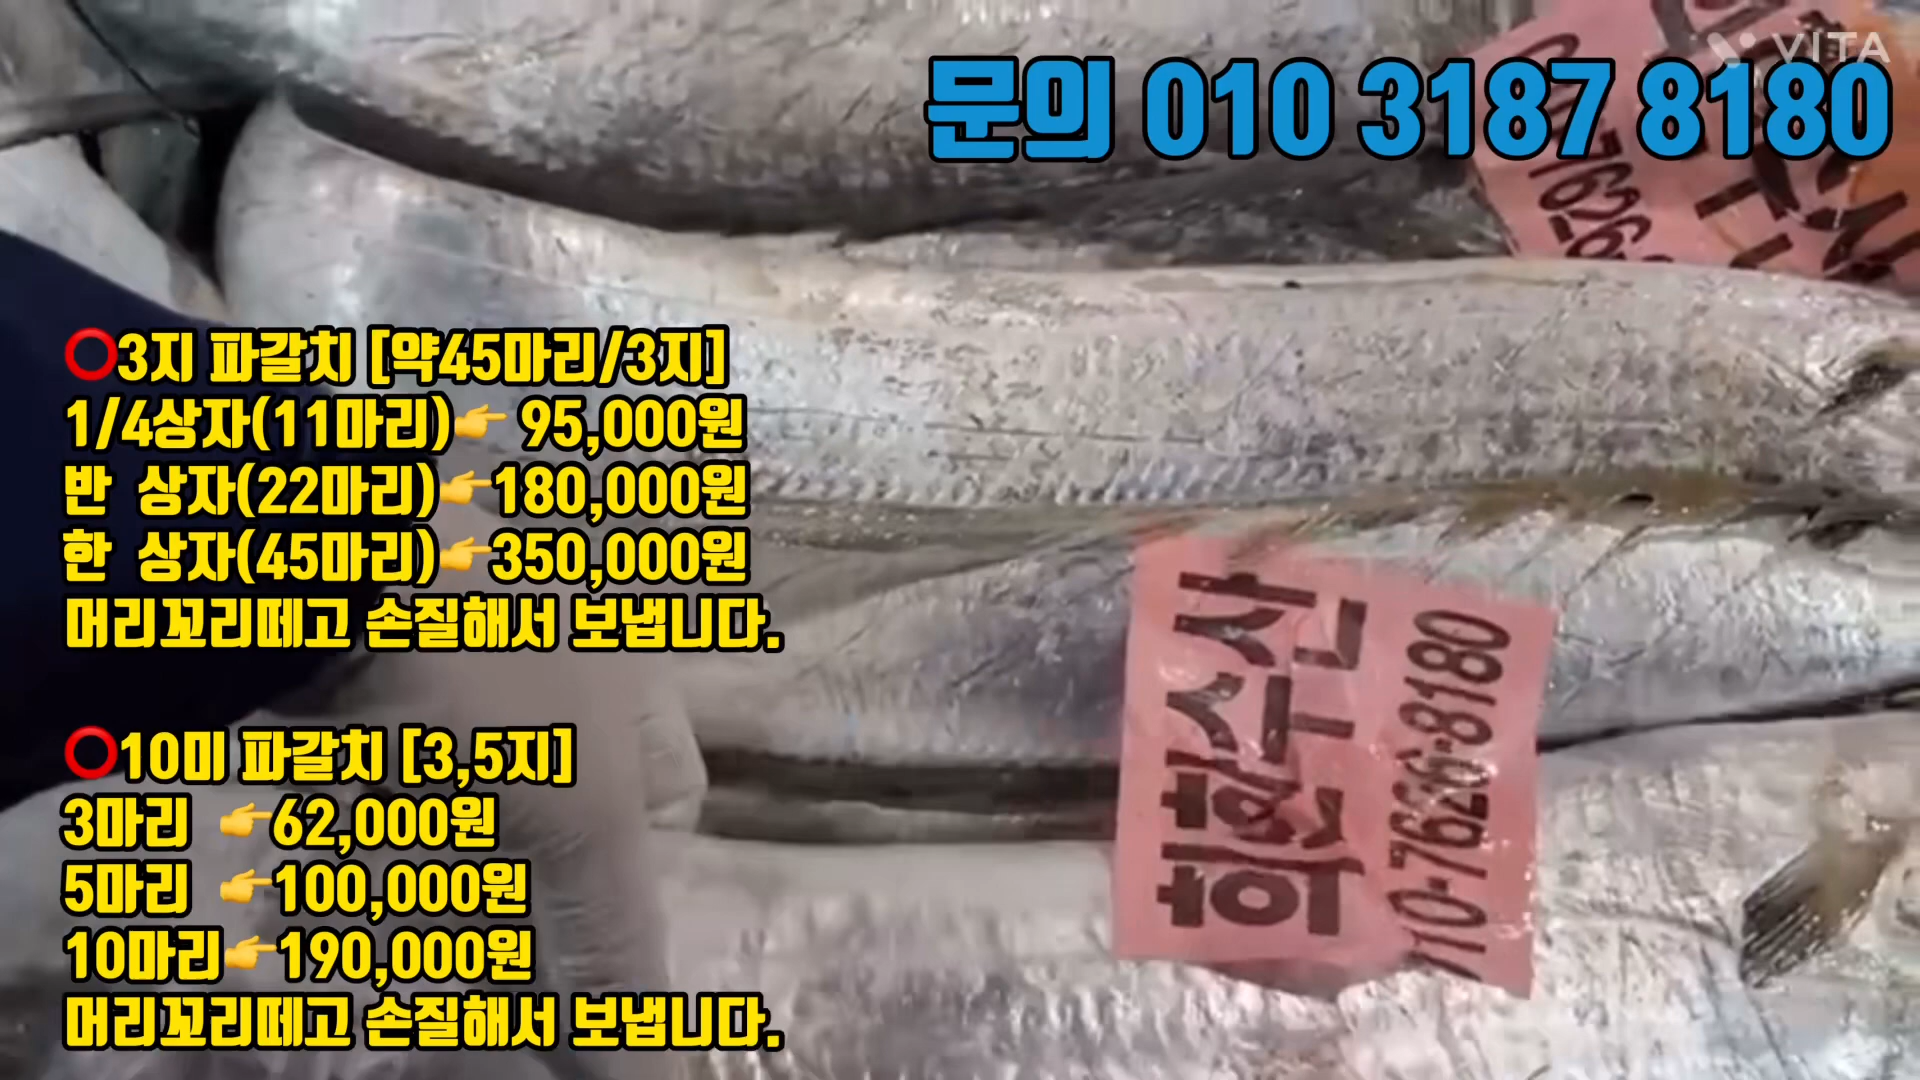 VITA
문의 010 3187 8180
⭕3지 파갈치 [약45마리/3지]
1/4상자(11마리)👉 95,000원
반 상자(22마리)👉180,000원
한 상자(45마리)👉350,000원
머리꼬리떼고 손질해서 보냅니다.
⭕10미 파갈치 [3,5지]
3마리 👉62,000원
5마리 👉100,000원
10마리👉190,000원
머리꼬리떼고 손질해서 보냅니다.
수산
10-7626-8180